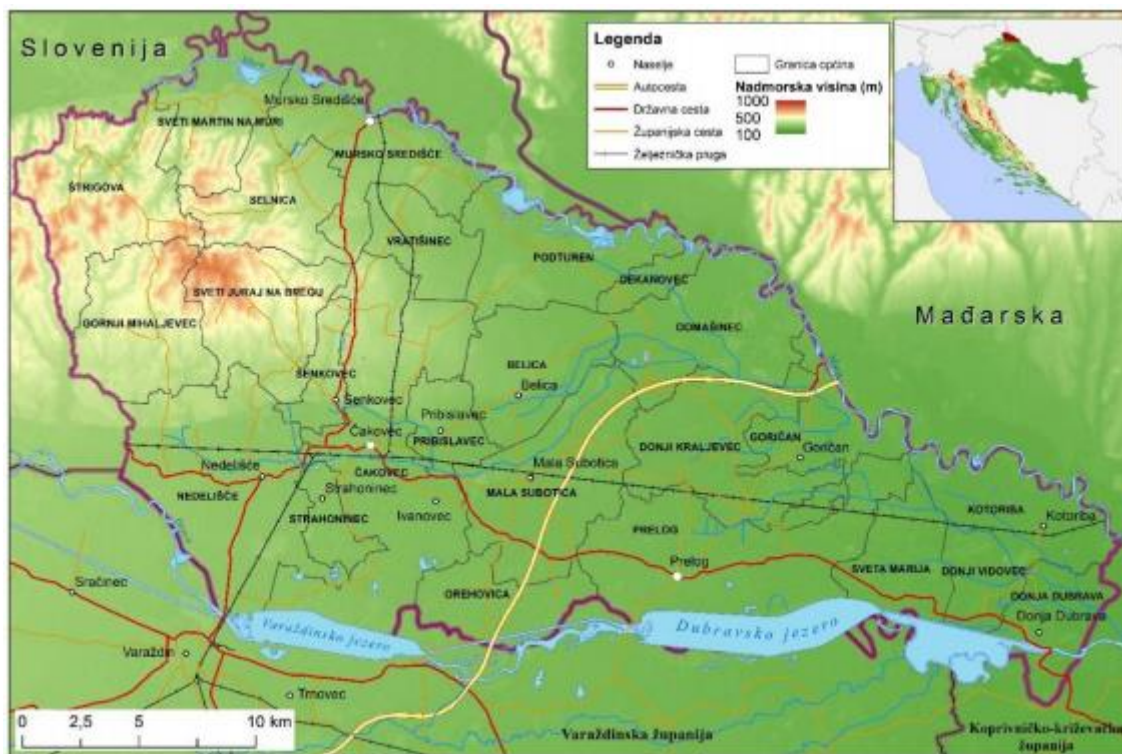 Slovenija
Legenda
Naselje
Autocesta
Državna cesta
Županijska cesta
Željeznička pruga
Granica općina
Nadmorska visina (m)
1000
500
100
Mursko Središće
SVETI MARTIN NA MURI
MURSKO SREDIŠĆE
ŠTRIGOVA
SELNICA
VRATIŠINEC
PODTUREN
DEKANOVEC
SVETI JURAJ NA BREGU
GORNJI MIHALJEVEC
DOMAŠINEC
Mađarska
ŠENKOVEC
BELICA
Belica
Šenkovec
Pribislavec
PRIBISLAVEC
Čakovec
ČAKOVEC
DONJI KRALJEVEC
GORIČAN
Goričan
Nedelišće
NEDELIŠĆE
Mala Subotica
MALA SUBOTICA
Strahoninec
STRAHONINEC
Ivanovec
PRELOG
Prelog
KOTORIBA
Kotoriba
SVETA MARIJA
DONJI VIDOVEC
DONJA DUBRAVA
Donja Dubrava
OREHOVICA
Sračinec
Varaždinsko jezero
Dubravsko jezero
Varaždin
Trnovec
0 2,5 5 10 km
Varaždinska županija
Koprivničko-križevačka
županija